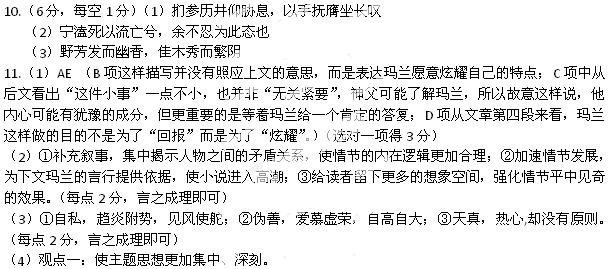 10.（6分，每空1分）（1）扪参历井仰胁息，以手抚膺坐长叹
（2）宁溘死以流亡兮，余不忍为此态也
（3）野芳发而幽香，佳木秀而繁阴
11.（1）AE （B项这样描写并没有照应上文的意思，而是表达玛兰愿意炫耀自己的特点；C项中从
后文看出“这件小事”一点不小，也并非“无关紧要”，神父可能了解玛兰，所以故意这样说，他
内心可能有犹豫的成分，但更重要的是等着玛兰给一个肯定的答复；D项从文章第四段来看，玛兰
这样做的目的不是为了“回报”而是为了“炫耀”。）（选对一项得3分）
（2）①补充叙事，集中揭示人物之间的矛盾关系，使情节的内在逻辑更加合理；②加速情节发展，
为下文玛兰的言行提供依据，使小说进入高潮；③给读者留下更多的想象空间，强化情节平中见奇
的效果。（每点2分，言之成理即可）
（3）①自私，趋炎附势，见风使舵；②伪善，爱慕虚荣，自高自大；③天真，热心,却没有原则。
（每点2分，言之成理即可）
（4）观点一：使主题思想更加集中、深刻。